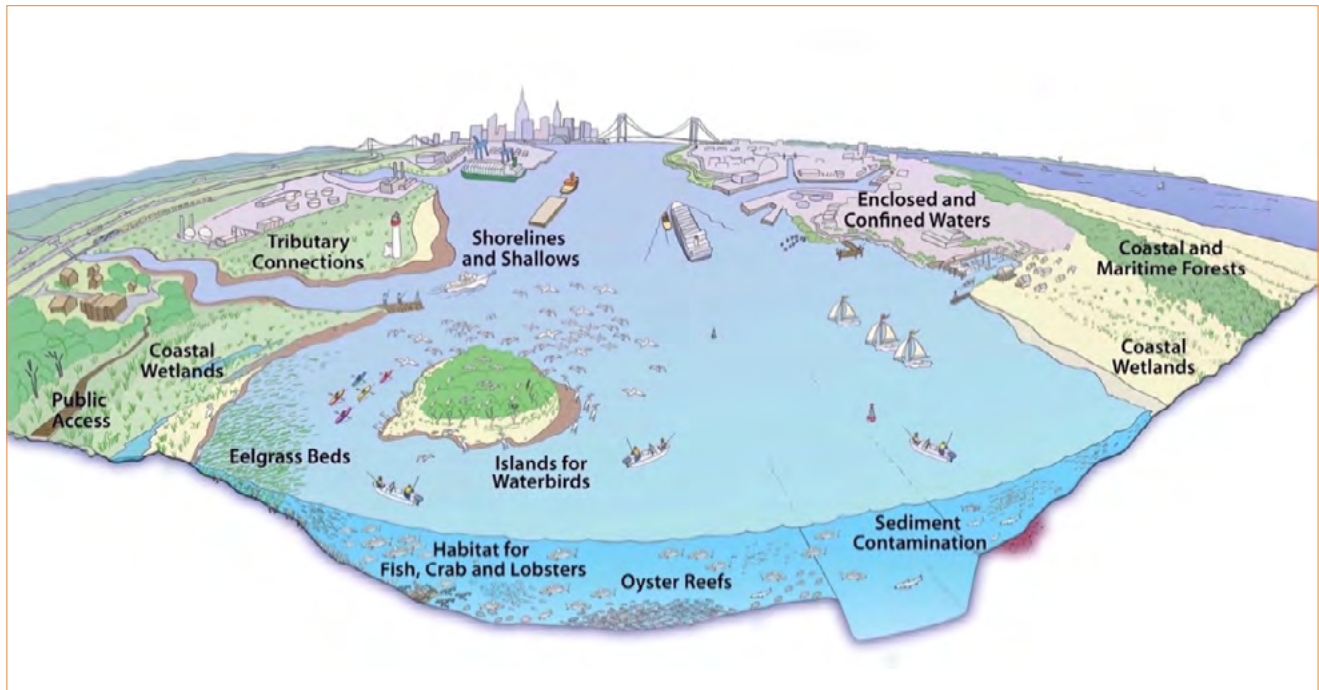 Tributary
Connections
Shorelines
and Shallows
Enclosed and
Confined Waters
Coastal and
Maritime Forests
Coastal
Wetlands
Public
Access
Coastal
Wetlands
Eelgrass Beds
Islands for
Waterbirds
Habitat for
Fish, Crab and Lobsters
Oyster Reefs
Sediment
Contamination